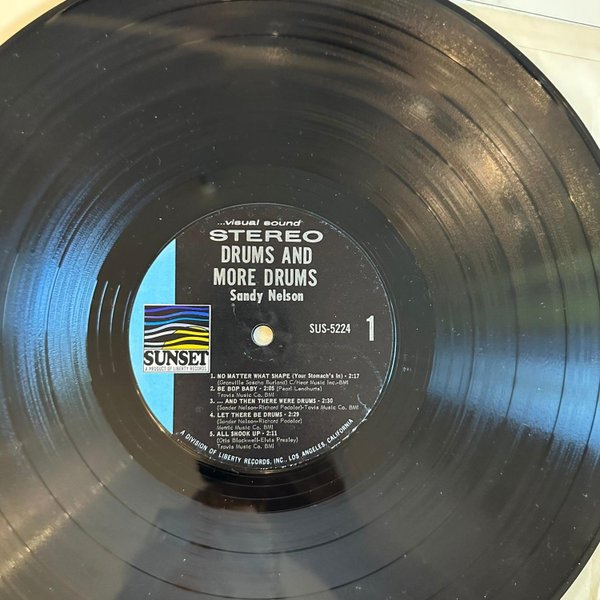 ...visual sound
STEREO
DRUMS AND
MORE DRUMS
Sandy Nelson
SUS-5224 1
SUNSET
A PRODUCT OF LIBERTY RECORDS
1. NO MATTER WHAT SHAPE (Your Stomach's In) - 2:17
(Granville Sascha Burland) C/Hear Music Inc. BMI
2. BE BOP BABY - 2:05 (Pearl Lendhurts)
Travis Music Co. BMI
3. ... AND THEN THERE WERE DRUMS - 2:30
(Sander Nelson-Richard Podolor) Travis Music Co. BMI
4. LET THERE BE DRUMS - 2:29
(Sander Nelson-Richard Podolor)
Music Co. BMI
5. ALL SHOOK UP - 2:11
(Otis Blackwell-Elvis Presley)
Travis Music Co. BMI
A DIVISION OF LIBERTY RECORDS, INC., LOS ANGELES, CALIFORNIA